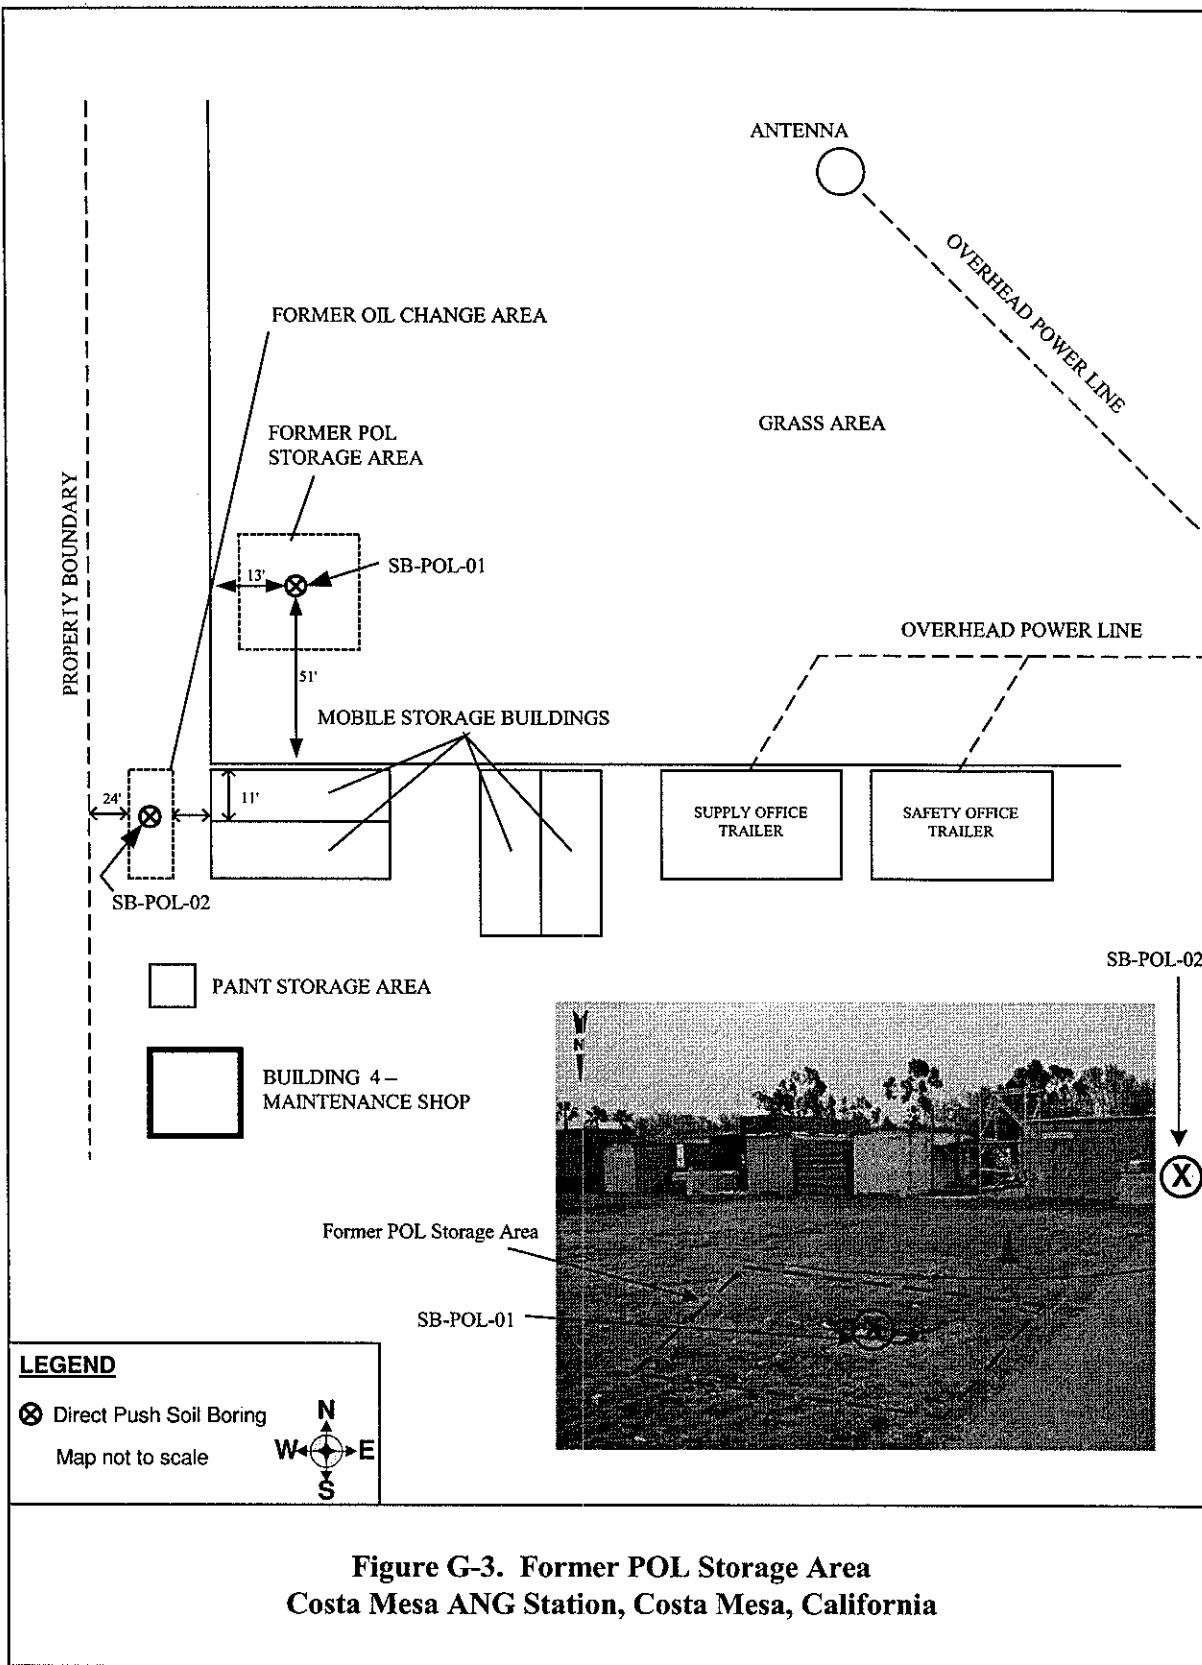 ANTENNA
OVERHEAD POWER LINE
FORMER OIL CHANGE AREA
GRASS AREA
FORMER POL
STORAGE AREA
PROPERTY BOUNDARY
13'
SB-POL-01
OVERHEAD POWER LINE
51'
MOBILE STORAGE BUILDINGS
24'
11'
SUPPLY OFFICE
TRAILER
SAFETY OFFICE
TRAILER
SB-POL-02
SB-POL-02
PAINT STORAGE AREA
N
BUILDING 4 –
MAINTENANCE SHOP
X
Former POL Storage Area
SB-POL-01
X
LEGEND
Direct Push Soil Boring
Map not to scale
N
W E
S
Figure G-3. Former POL Storage Area
Costa Mesa ANG Station, Costa Mesa, California